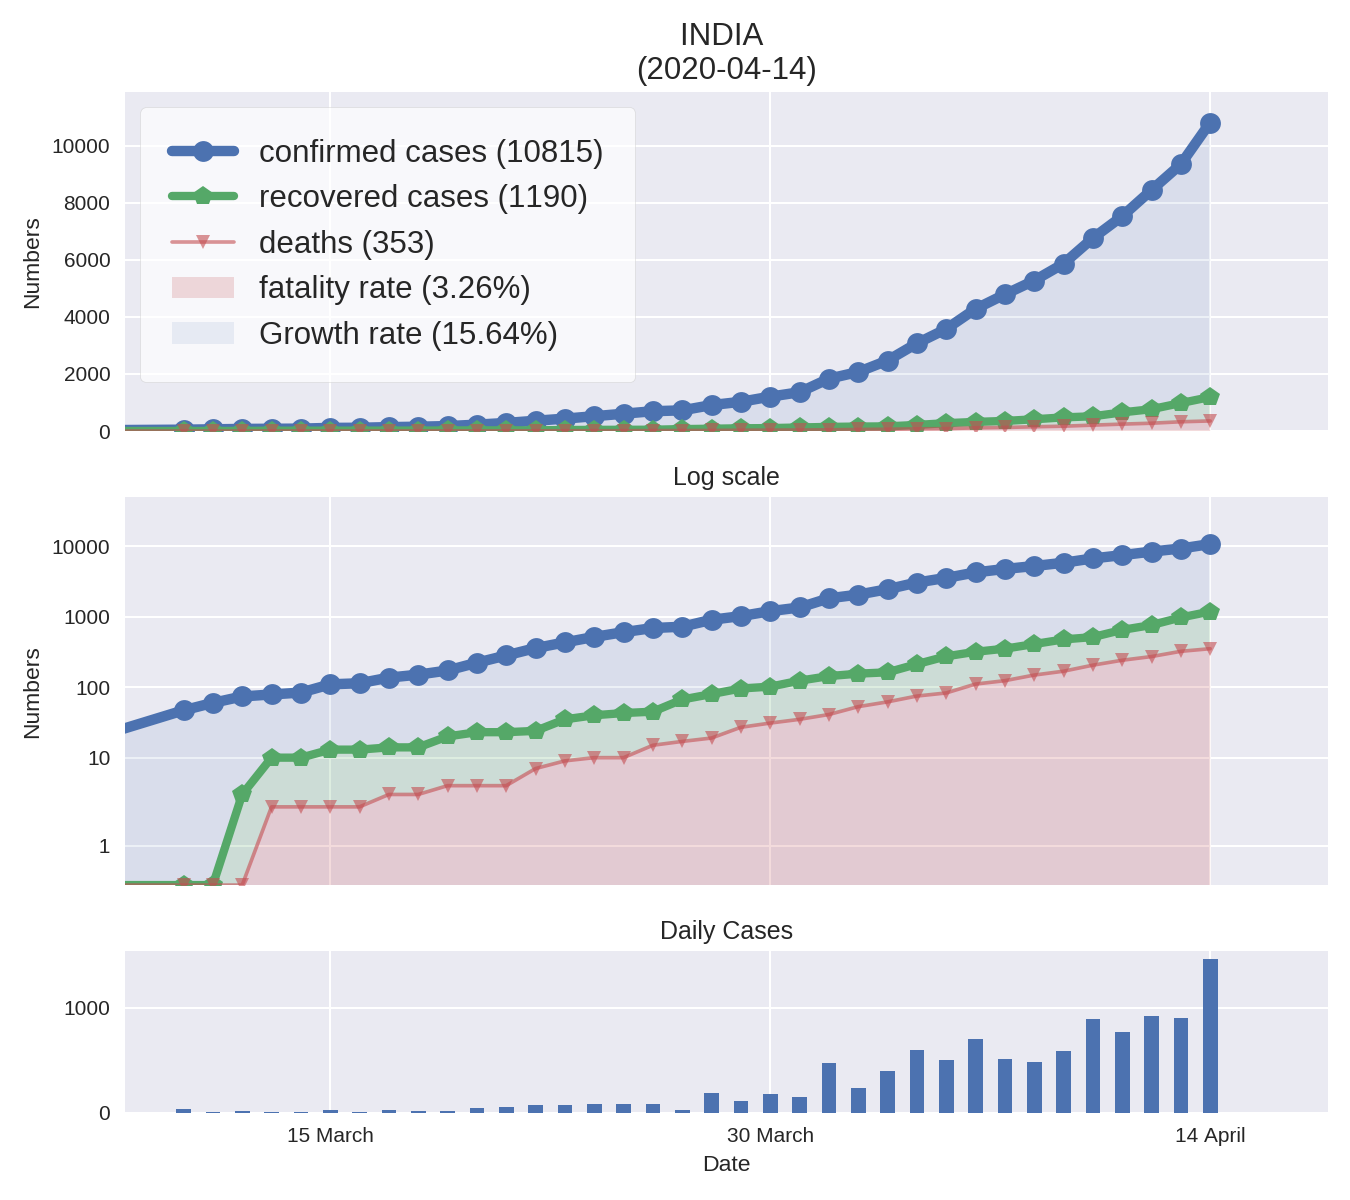 INDIA
(2020-04-14)
confirmed cases (10815)
recovered cases (1190)
deaths (353)
fatality rate (3.26%)
Growth rate (15.64%)
Numbers
10000
8000
6000
4000
2000
0
Log scale
Numbers
10000
1000
100
10
1
Daily Cases
1000
0
15 March
30 March
14 April
Date